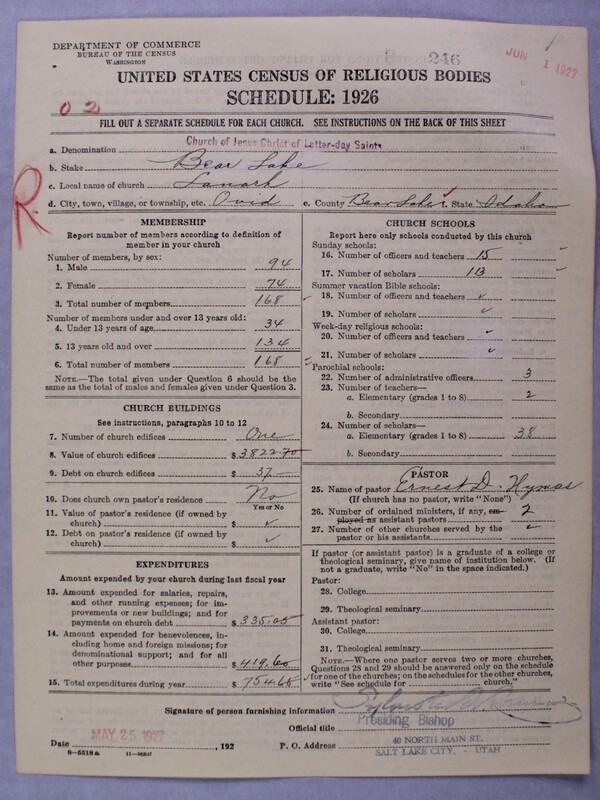 DEPARTMENT OF COMMERCE
BUREAU OF THE CENSUS
WASHINGTON
246
JUN 1 1927
UNITED STATES CENSUS OF RELIGIOUS BODIES
SCHEDULE: 1926
02
FILL OUT A SEPARATE SCHEDULE FOR EACH CHURCH. SEE INSTRUCTIONS ON THE BACK OF THIS SHEET
a. Denomination Church of Jesus Christ of Latter-day Saints
b. Stake Bear Lake
c. Local name of church Lanark
d. City, town, village, or township, etc. Ovid e. County Bear Lake f. State Idaho
R
MEMBERSHIP
Report number of members according to definition of
member in your church
Number of members, by sex:
1. Male 94
2. Female 74
3. Total number of members 168
Number of members under and over 13 years old:
4. Under 13 years of age 34
5. 13 years old and over 134
6. Total number of members 168
NOTE.—The total given under Question 6 should be
same as the total of males and females given under Question 3.
CHURCH BUILDINGS
See instructions, paragraphs 10 to 12
7. Number of church edifices One
8. Value of church edifices $ 3822.70
9. Debt on church edifices $ 37.—
10. Does church own pastor's residence No
Yes or No
11. Value of pastor's residence (if owned by
church) $ ✓
12. Debt on pastor's residence (if owned by
church) $ ✓
EXPENDITURES
Amount expended by your church during last fiscal year
13. Amount expended for salaries, repairs,
and other running expenses; for im-
provements or new buildings; and for
payments on church debt $ 335.05
14. Amount expended for benevolences, in-
cluding home and foreign missions; for
denominational support; and for all
other purposes $ 419.60
15. Total expenditures during year $ 754.65
CHURCH SCHOOLS
Report here only schools conducted by this church
Sunday schools:
16. Number of officers and teachers 15
17. Number of scholars 113
Summer vacation Bible schools:
18. Number of officers and teachers ✓
19. Number of scholars ✓
Week-day religious schools:
20. Number of officers and teachers ✓
21. Number of scholars ✓
Parochial schools:
22. Number of administrative officers 3
23. Number of teachers—
a. Elementary (grades 1 to 8) 2
b. Secondary
24. Number of scholars—
a. Elementary (grades 1 to 8) 38
b. Secondary
PASTOR
25. Name of pastor Ernest D. Hymas
(If church has no pastor, write "None")
26. Number of ordained ministers, if any, em-
ployed as assistant pastors 2
27. Number of other churches served by the
pastor or his assistants ✓
If pastor (or assistant pastor) is a graduate of a college or
theological seminary, give name of institution below. (If
not a graduate, write "No" in the space indicated.)
Pastor:
28. College
29. Theological seminary
Assistant pastor:
30. College
31. Theological seminary
NOTE.—Where one pastor serves two or more churches,
Questions 28 and 29 should be answered only on the schedule
for one of the churches; on the schedules for the other churches,
write "See schedule for church."
Signature of person furnishing information Sylvester
Official title Presiding Bishop
Date MAY 25 1927, 192 P. O. Address 40 NORTH MAIN ST.
SALT LAKE CITY. - UTAH
8-5518a